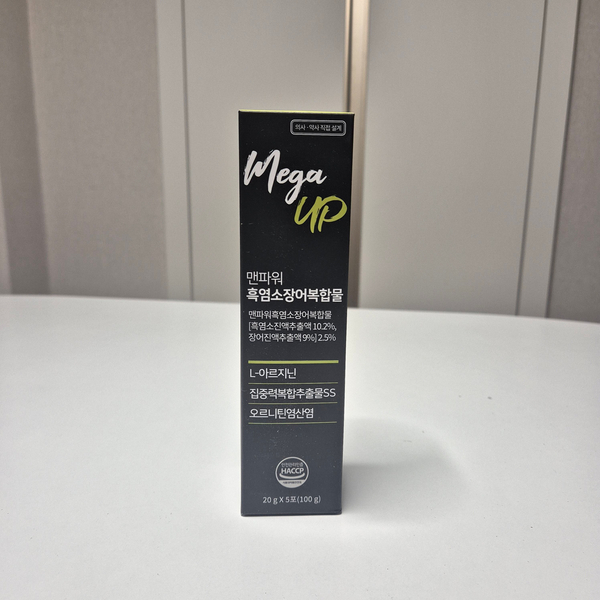 의사 · 약사 직접 설계
Mega
UP
맨파워
흑염소장어복합물
맨파워흑염소장어복합물
[흑염소진액추출액 10.2%,
장어진액추출액 9%] 2.5%
L-아르지닌
집중력복합추출물SS
오르니틴염산염
HACCP
20 g X 5포(100 g)